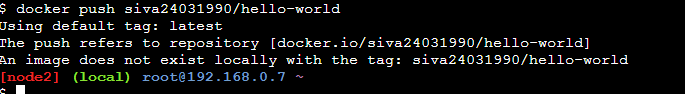 $ docker push siva24031990/hello-world
Using default tag: latest
The push refers to repository [docker.io/siva24031990/hello-world]
An image does not exist locally with the tag: siva24031990/hello-world
[node2] (local) root@192.168.0.7 ~
$